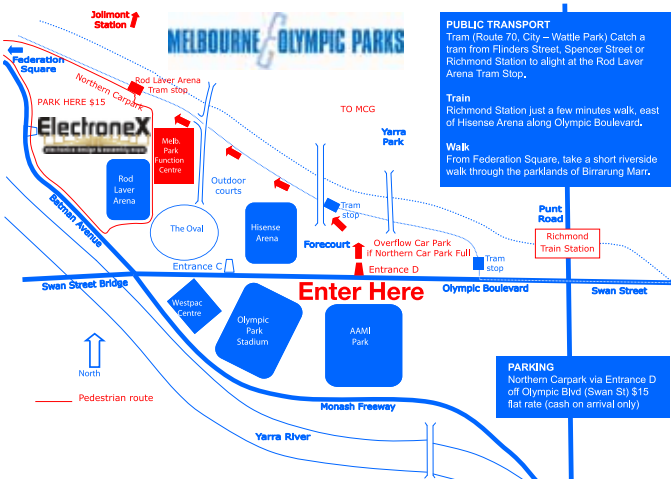 Jolimont
Station
MELBOURNE OLYMPIC PARKS
Federation
Square
Northern Carpark
Rod Laver Arena
Tram stop
PARK HERE $15
ElectroneX
electronics design & assembly expo
Melb.
Park
Function
Centre
TO MCG
Yarra
Park
Rod
Laver
Arena
Outdoor
courts
Batman Avenue
The Oval
Hisense
Arena
Tram
stop
Forecourt
Overflow Car Park
if Northern Car Park Full
Tram
stop
Entrance C
Entrance D
Swan Street Bridge
Enter Here
Olympic Boulevard
Swan Street
Westpac
Centre
Olympic
Park
Stadium
AAMI
Park
North
Pedestrian route
Monash Freeway
Yarra River
PUBLIC TRANSPORT
Tram (Route 70, City – Wattle Park) Catch a
tram from Flinders Street, Spencer Street or
Richmond Station to alight at the Rod Laver
Arena Tram Stop.
Train
Richmond Station just a few minutes walk, east
of Hisense Arena along Olympic Boulevard.
Walk
From Federation Square, take a short riverside
walk through the parklands of Birrarung Marr.
Punt
Road
Richmond
Train Station
PARKING
Northern Carpark via Entrance D
off Olympic Blvd (Swan St) $15
flat rate (cash on arrival only)